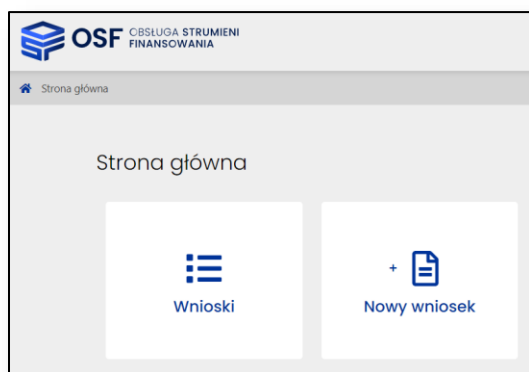 OSF OBSŁUGA STRUMIENI
FINANSOWANIA
Strona główna
Strona główna
Wnioski
+ Nowy wniosek